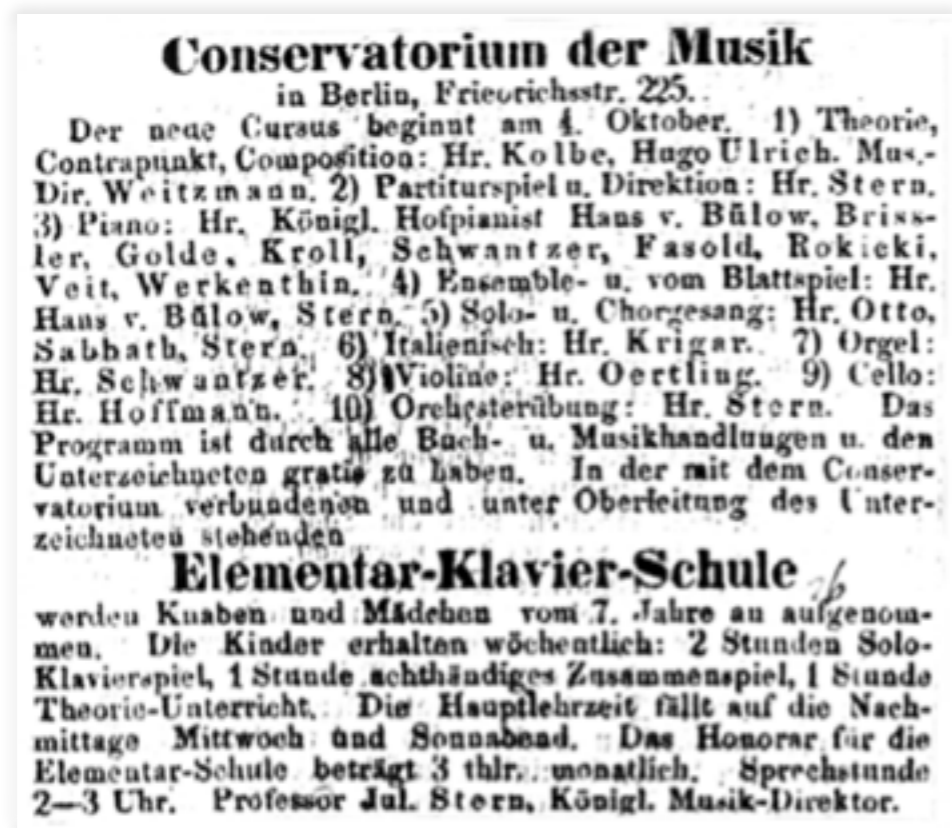 Conservatorium der Musik
in Berlin, Friedrichsstr. 225.
Der neue Cursus beginnt am 4. Oktober. 1) Theorie,
Contrapunkt, Composition: Hr. Kolbe, Hugo Ulrich. Mus.-
Dir. Weitzmann. 2) Partiturspiel u. Direktion: Hr. Stern.
3) Piano: Hr. Königl. Hofpianist Hans v. Bülow, Briss-
ler, Golde, Kroll, Schwantzer, Fasold, Rokicki,
Veit, Werkenthin. 4) Ensemble- u. vom Blattspiel: Hr.
Hans v. Bülow, Stern. 5) Solo- u. Chorgesang: Hr. Otto,
Sabbath, Stern. 6) Italienisch: Hr. Krigar. 7) Orgel:
Hr. Schwantzer. 8) Violine: Hr. Oertling. 9) Cello:
Hr. Hoffmann. 10) Orchesterübung: Hr. Stern. Das
Programm ist durch alle Buch- u. Musikhandlungen u. den
Unterzeichneten gratis zu haben. In der mit dem Conser-
vatorium verbundenen und unter Oberleitung des Unter-
zeichneten stehenden
Elementar-Klavier-Schule
werden Knaben und Mädchen vom 7. Jahre an aufgenom-
men. Die Kinder erhalten wöchentlich: 2 Stunden Solo-
Klavierspiel, 1 Stunde achthändiges Zusammenspiel, 1 Stunde
Theorie-Unterricht. Die Hauptlehrzeit fällt auf die Nach-
mittage Mittwoch und Sonnabend. Das Honorar für die
Elementar-Schule beträgt 3 thlr. monatlich. Sprechstunde
2—3 Uhr. Professor Jul. Stern, Königl. Musik-Direktor.